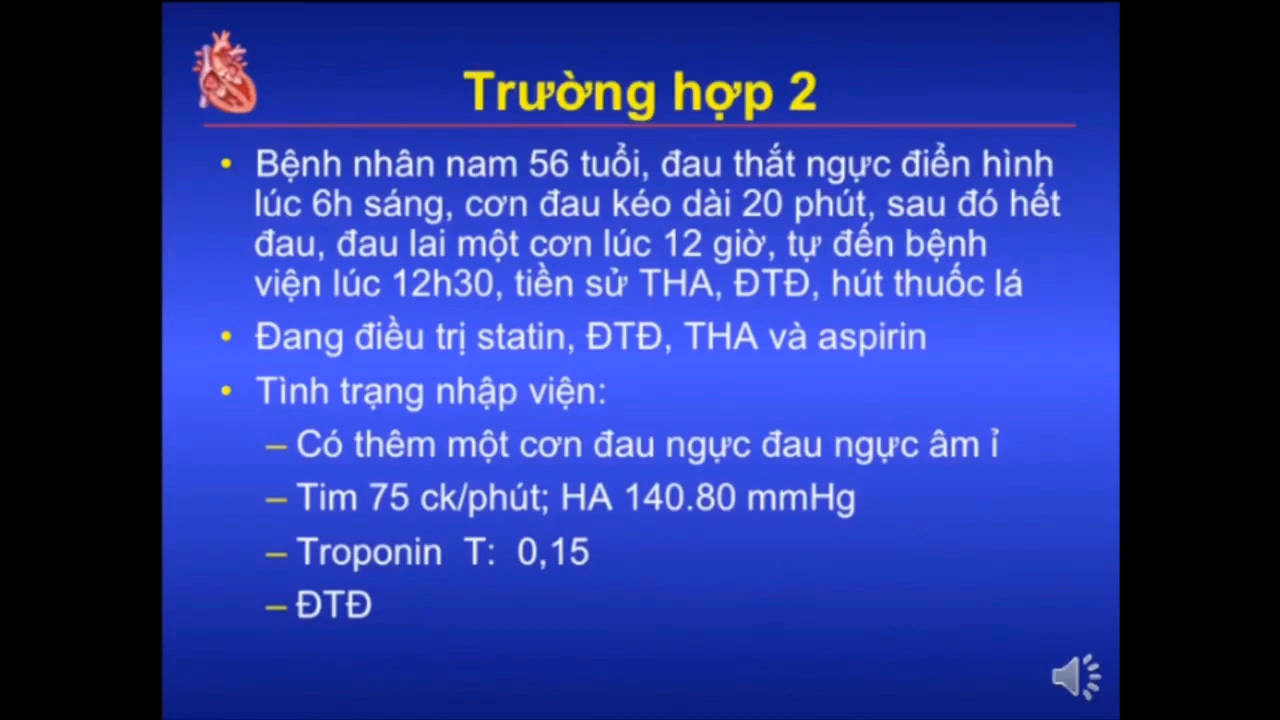 Trường hợp 2
• Bệnh nhân nam 56 tuổi, đau thắt ngực điển hình
lúc 6h sáng, cơn đau kéo dài 20 phút, sau đó hết
đau, đau lai một cơn lúc 12 giờ, tự đến bệnh
viện lúc 12h30, tiền sử THA, ĐTĐ, hút thuốc lá
• Đang điều trị statin, ĐTĐ, THA và aspirin
• Tình trạng nhập viện:
– Có thêm một cơn đau ngực đau ngực âm ỉ
– Tim 75 ck/phút; HA 140.80 mmHg
– Troponin T: 0,15
– ĐTĐ